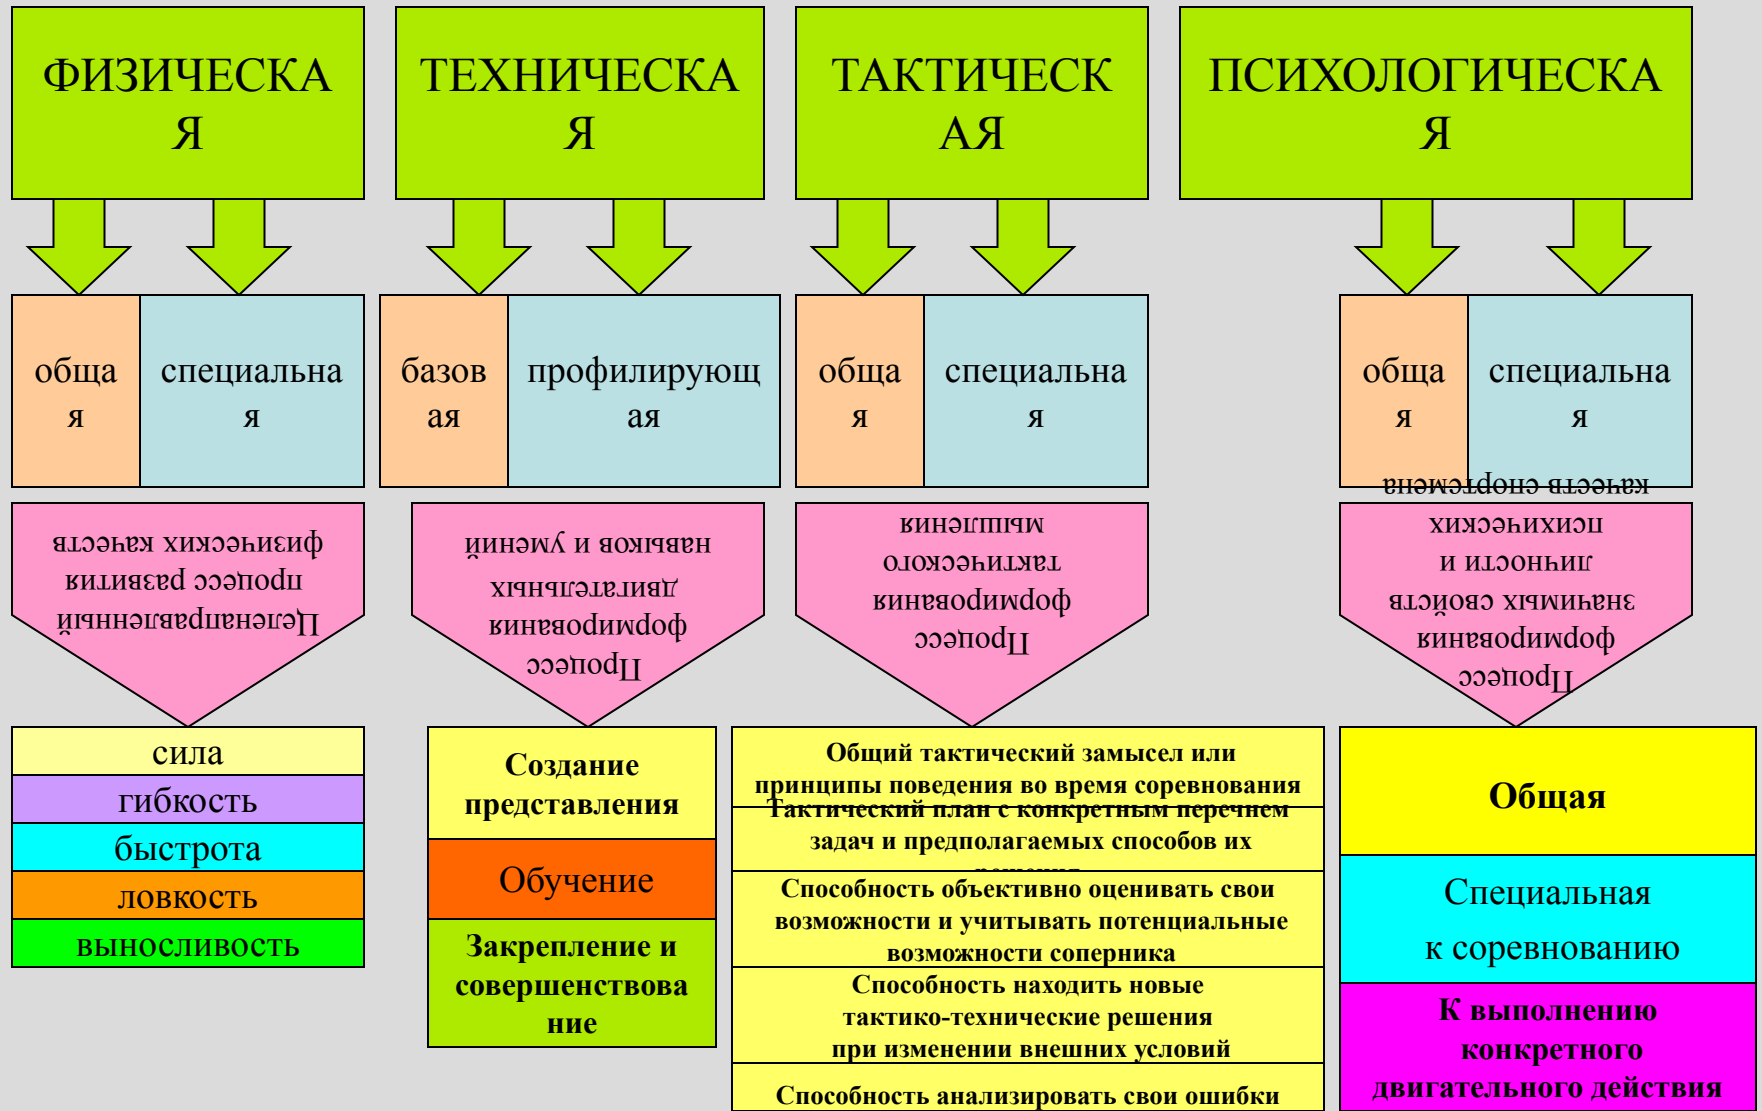 ФИЗИЧЕСКА
Я
ТЕХНИЧЕСКА
Я
ТАКТИЧЕСК
АЯ
ПСИХОЛОГИЧЕСКА
Я
обща
я
специальна
я
базов
ая
профилирующ
ая
обща
я
специальна
я
обща
я
специальна
я
Целенаправленный
процесс развития
физических качеств
Процесс
формирования
двигательных
навыков и умений
Процесс
формирования
тактического
мышления
Процесс
формирования
значимых свойств
личности и
психических
качеств спортсмена
сила
гибкость
быстрота
ловкость
выносливость
Создание
представления
Обучение
Закрепление и
совершенствова
ние
Общий тактический замысел или
принципы поведения во время соревнования
Тактический план с конкретным перечнем
задач и предполагаемых способов их
Способность объективно оценивать свои
возможности и учитывать потенциальные
возможности соперника
Способность находить новые
тактико-технические решения
при изменении внешних условий
Способность анализировать свои ошибки
Общая
Специальная
к соревнованию
К выполнению
конкретного
двигательного действия